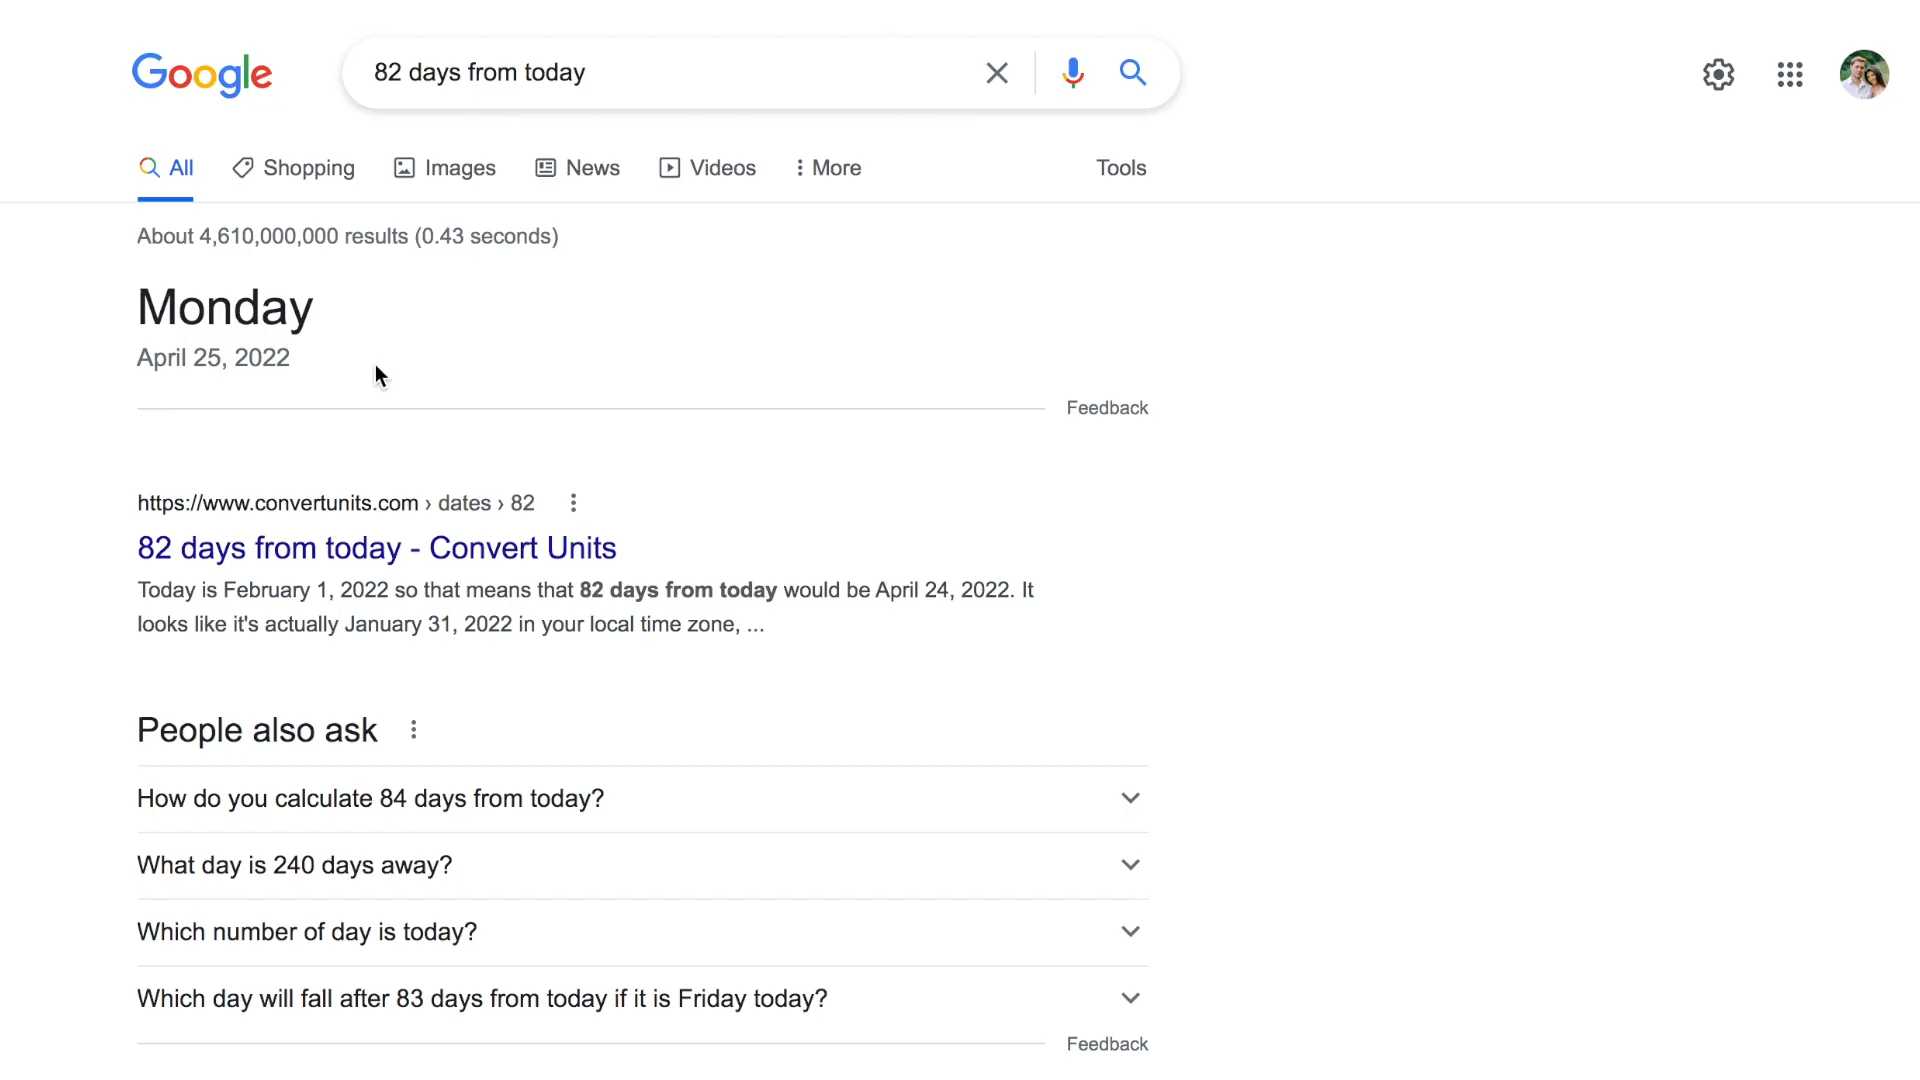 Google
82 days from today
All
Shopping
Images
News
Videos
More
Tools
About 4,610,000,000 results (0.43 seconds)
Monday
April 25, 2022
Feedback
https://www.convertunits.com › dates › 82
82 days from today - Convert Units
Today is February 1, 2022 so that means that 82 days from today would be April 24, 2022. It
looks like it's actually January 31, 2022 in your local time zone, ...
People also ask
How do you calculate 84 days from today?
What day is 240 days away?
Which number of day is today?
Which day will fall after 83 days from today if it is Friday today?
Feedback